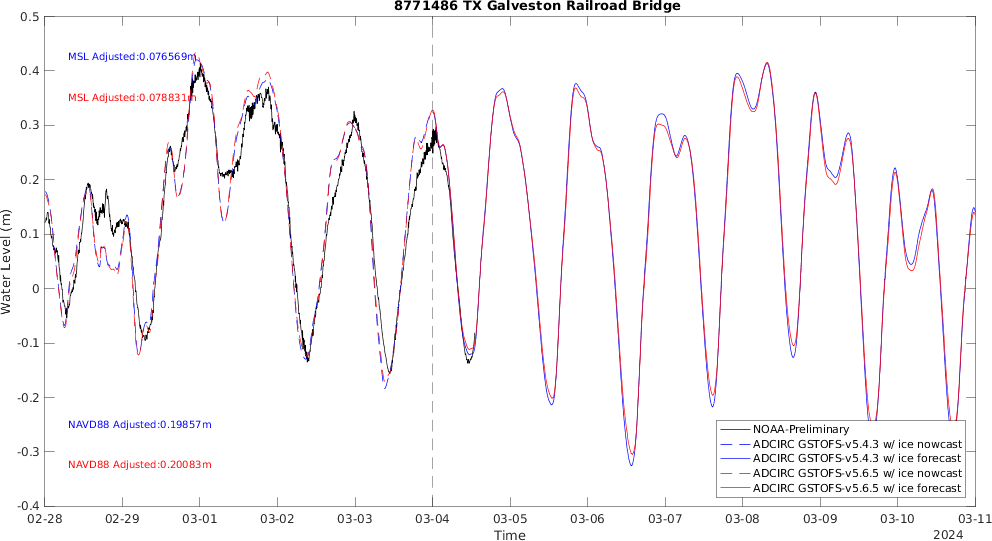 8771486 TX Galveston Railroad Bridge
0.5
0.4
0.3
0.2
0.1
0
-0.1
-0.2
-0.3
-0.4
Water Level (m)
MSL Adjusted:0.076569m
MSL Adjusted:0.078831m
NAVD88 Adjusted:0.19857m
NAVD88 Adjusted:0.20083m
NOAA-Preliminary
ADCIRC GSTOFS-v5.4.3 w/ ice nowcast
ADCIRC GSTOFS-v5.4.3 w/ ice forecast
ADCIRC GSTOFS-v5.6.5 w/ ice nowcast
ADCIRC GSTOFS-v5.6.5 w/ ice forecast
02-28 02-29 03-01 03-02 03-03 03-04 03-05 03-06 03-07 03-08 03-09 03-10 03-11
Time
2024